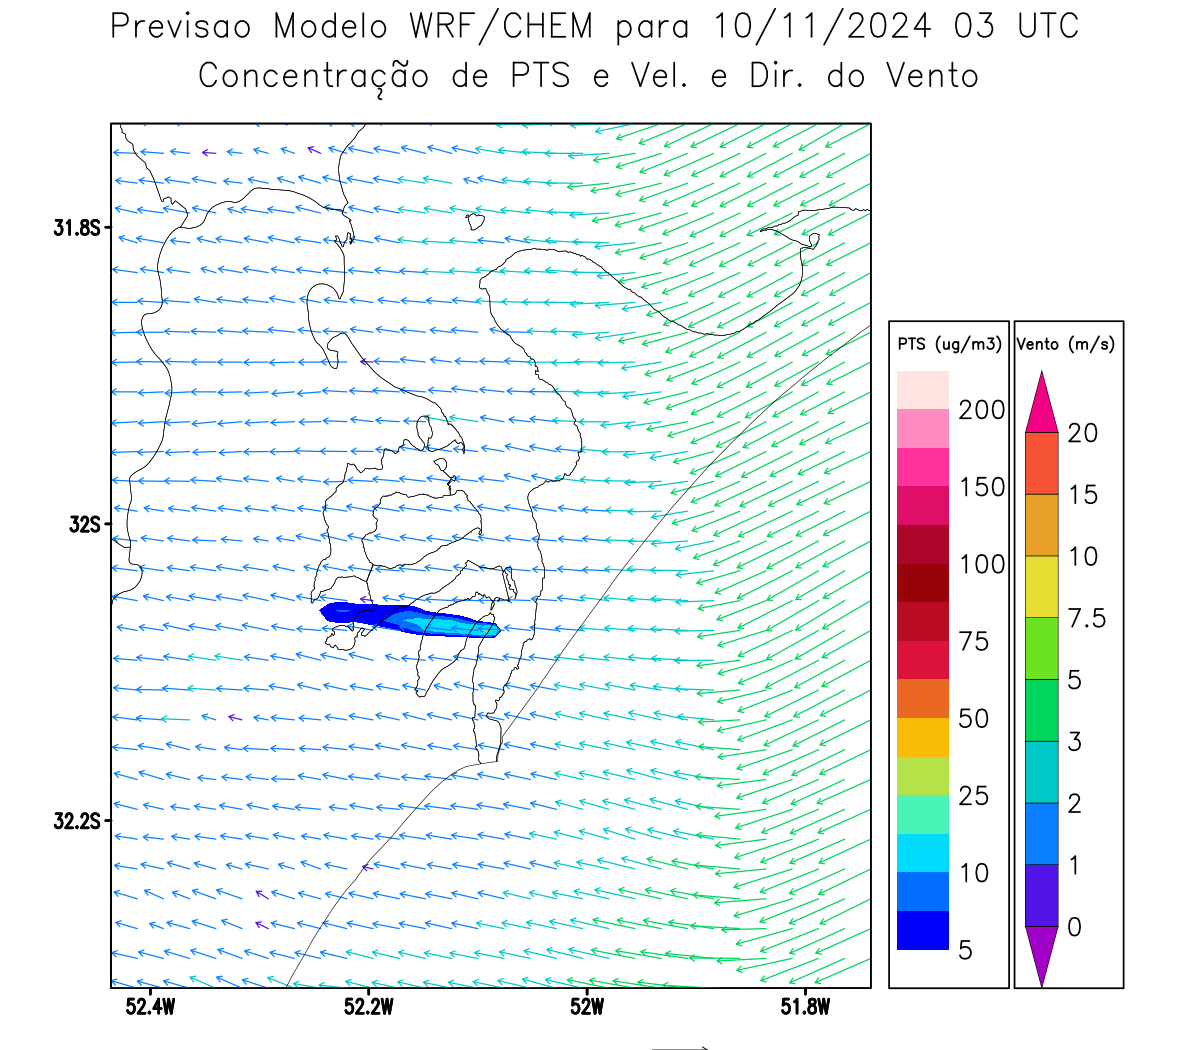 Previsao Modelo WRF/CHEM para 10/11/2024 03 UTC
Concentração de PTS e Vel. e Dir. do Vento
31.8S
32S
32.2S
52.4W 52.2W 52W 51.8W
PTS (ug/m3)
200
150
100
75
50
25
10
5
Vento (m/s)
20
15
10
7.5
5
3
2
1
0